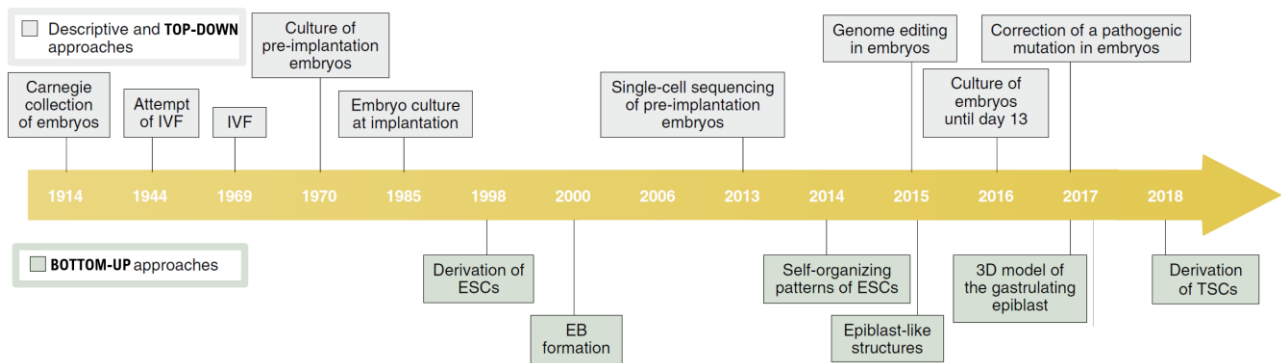 Descriptive and TOP-DOWN
approaches
Carnegie
collection
of embryos
Attempt
of IVF
IVF
Culture of
pre-implantation
embryos
Embryo culture
at implantation
Single-cell sequencing
of pre-implantation
embryos
Genome editing
in embryos
Culture of
embryos
until day 13
Correction of a pathogenic
mutation in embryos
1914 1944 1969 1970 1985 1998 2000 2006 2013 2014 2015 2016 2017 2018
BOTTOM-UP approaches
Derivation of
ESCs
EB
formation
Self-organizing
patterns of ESCs
Epiblast-like
structures
3D model of
the gastrulating
epiblast
Derivation
of TSCs